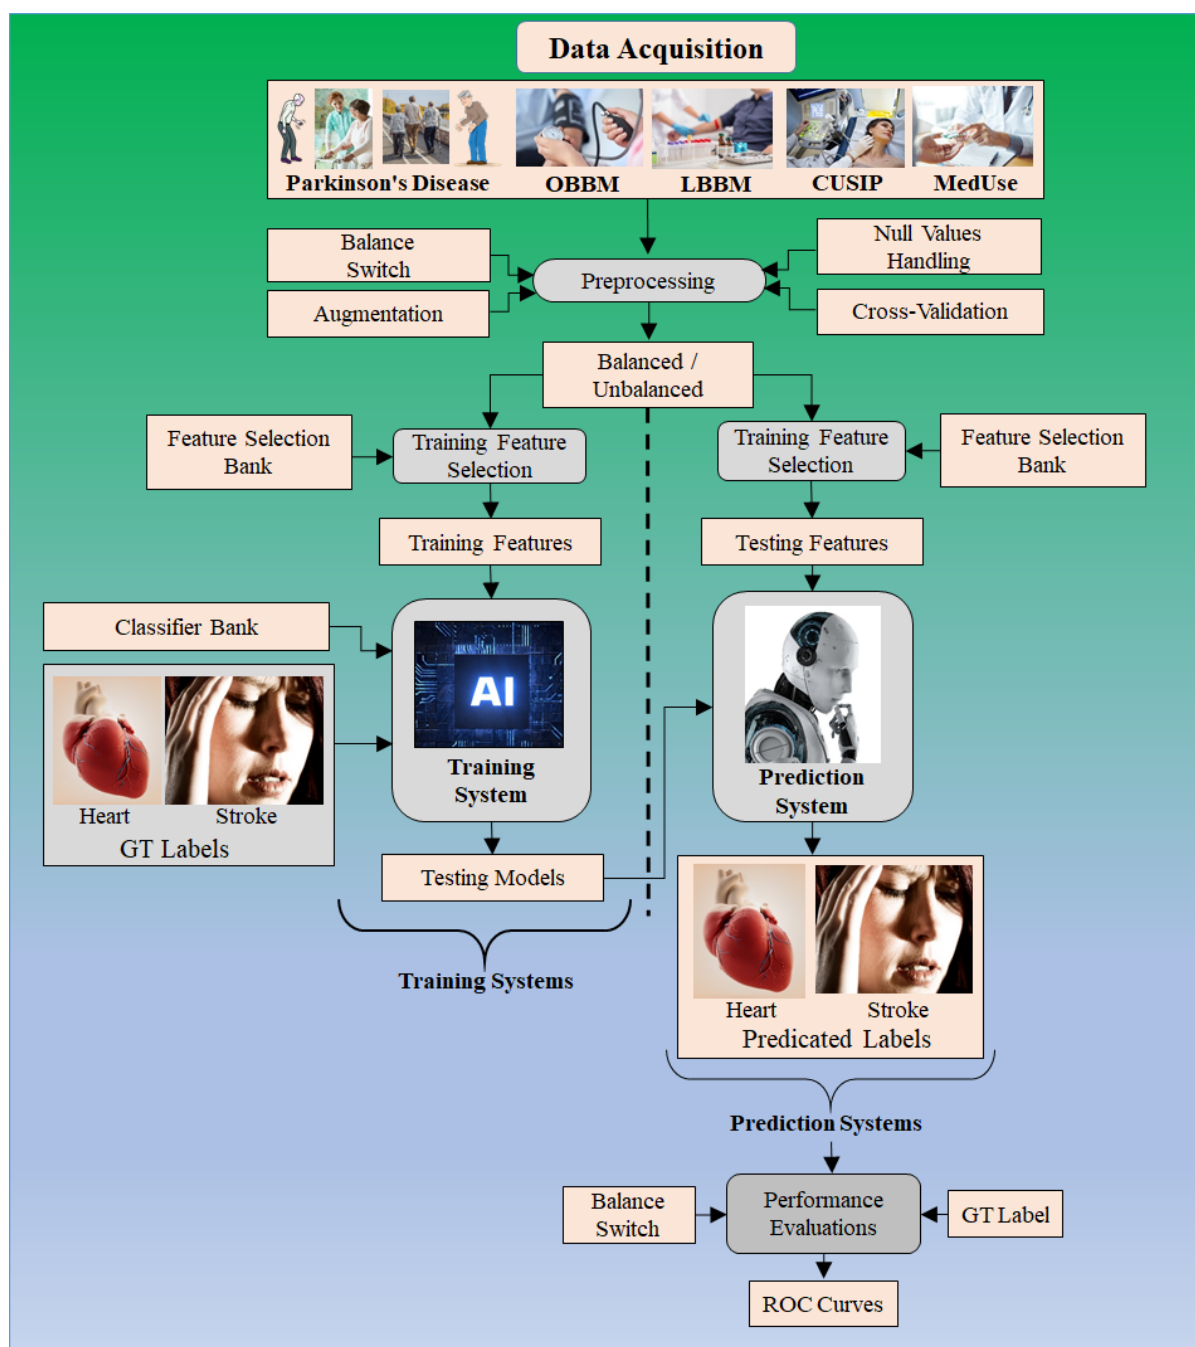 Data Acquisition
Parkinson's Disease
OBBM
LBBM
CUSIP
MedUse
Balance
Switch
Null Values
Handling
Preprocessing
Augmentation
Cross-Validation
Balanced /
Unbalanced
Feature Selection
Bank
Training Feature
Selection
Training Feature
Selection
Feature Selection
Bank
Training Features
Testing Features
Classifier Bank
AI
Training
System
Prediction
System
Heart
Stroke
GT Labels
Testing Models
Training Systems
Heart
Stroke
Predicated Labels
Prediction Systems
Balance
Switch
Performance
Evaluations
GT Label
ROC Curves